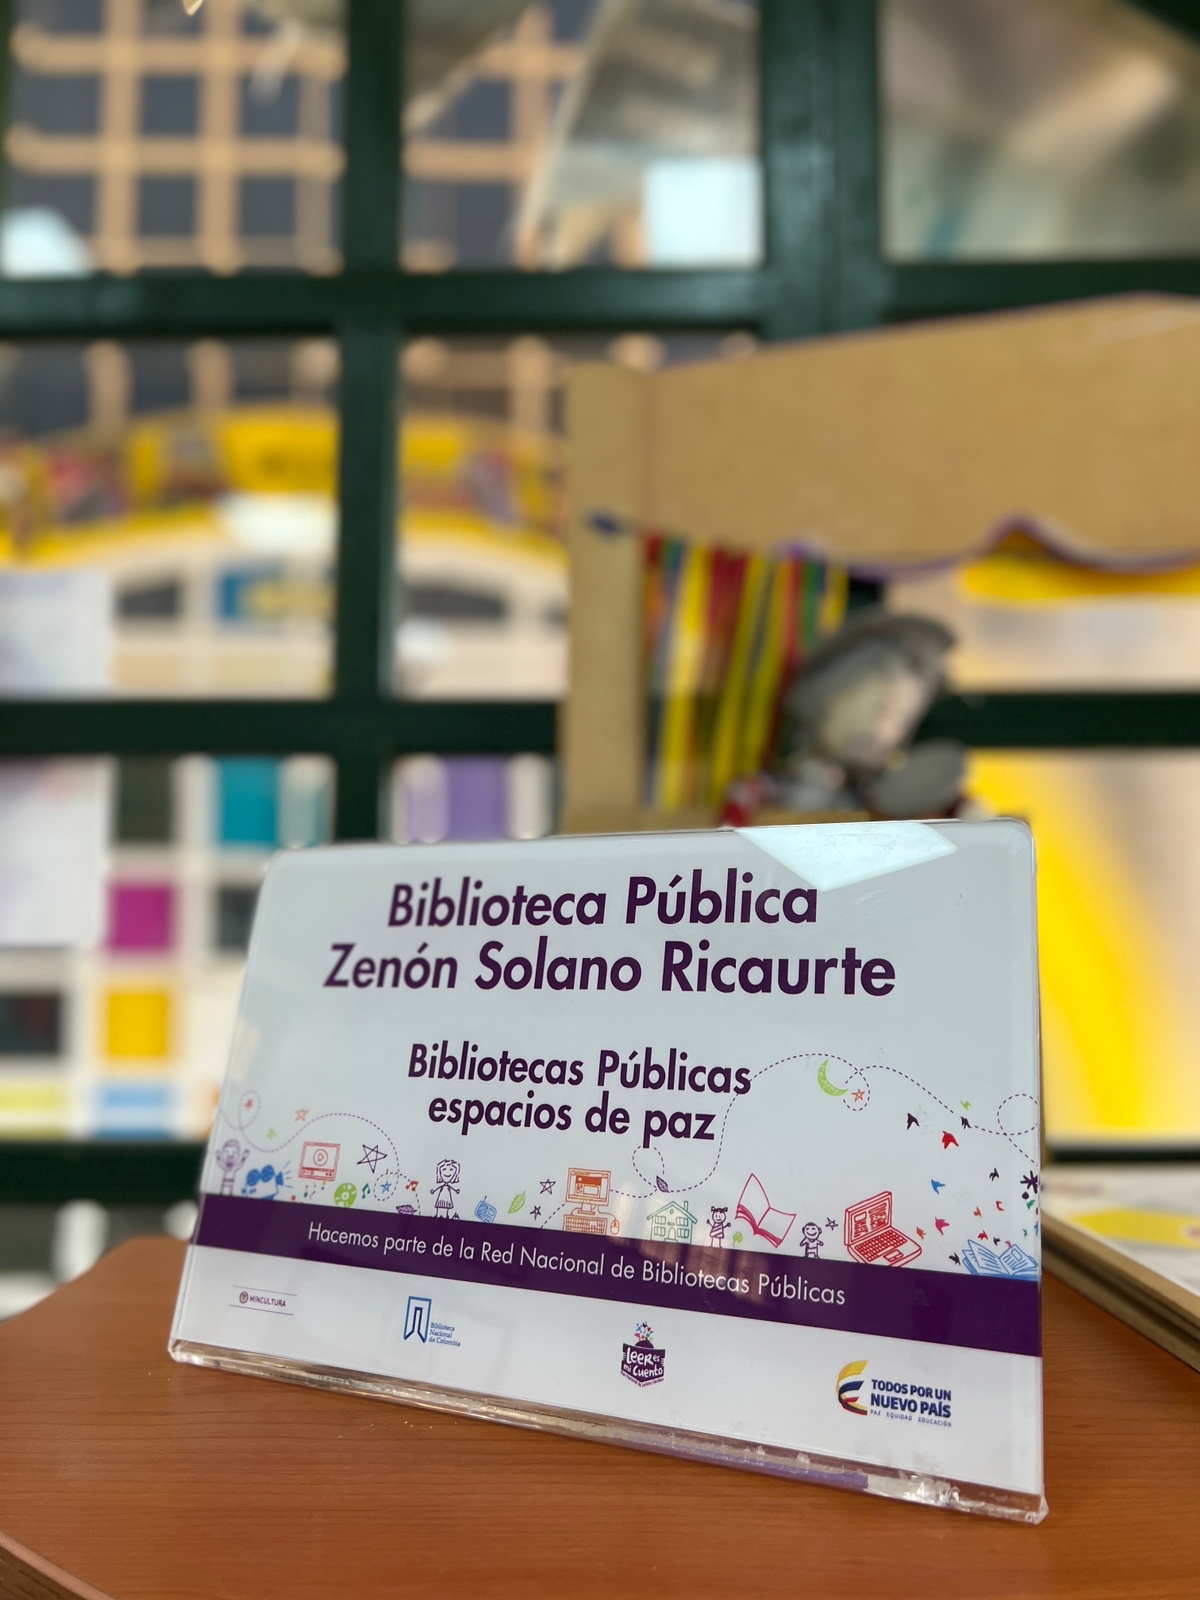 Biblioteca Pública
Zenón Solano Ricaurte
Bibliotecas Públicas
espacios de paz
Hacemos parte de la Red Nacional de Bibliotecas Públicas
MINCULTURA
Biblioteca
Nacional
de Colombia
Leer es
mi Cuento
TODOS POR UN
NUEVO PAÍS
PAZ EQUIDAD EDUCACIÓN